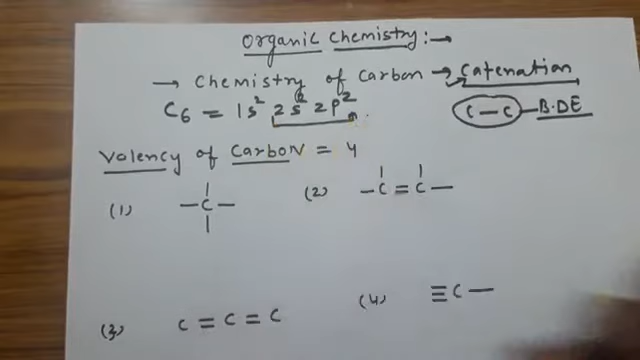 Organic Chemistry:→
→ Chemistry of Carbon → Catenation
C6 = 1s² 2s² 2p². C—C — B.DE
Valency of Carbon = 4
(1) —C— (2) —C=C—
(3) C=C=C (4) ≡C—